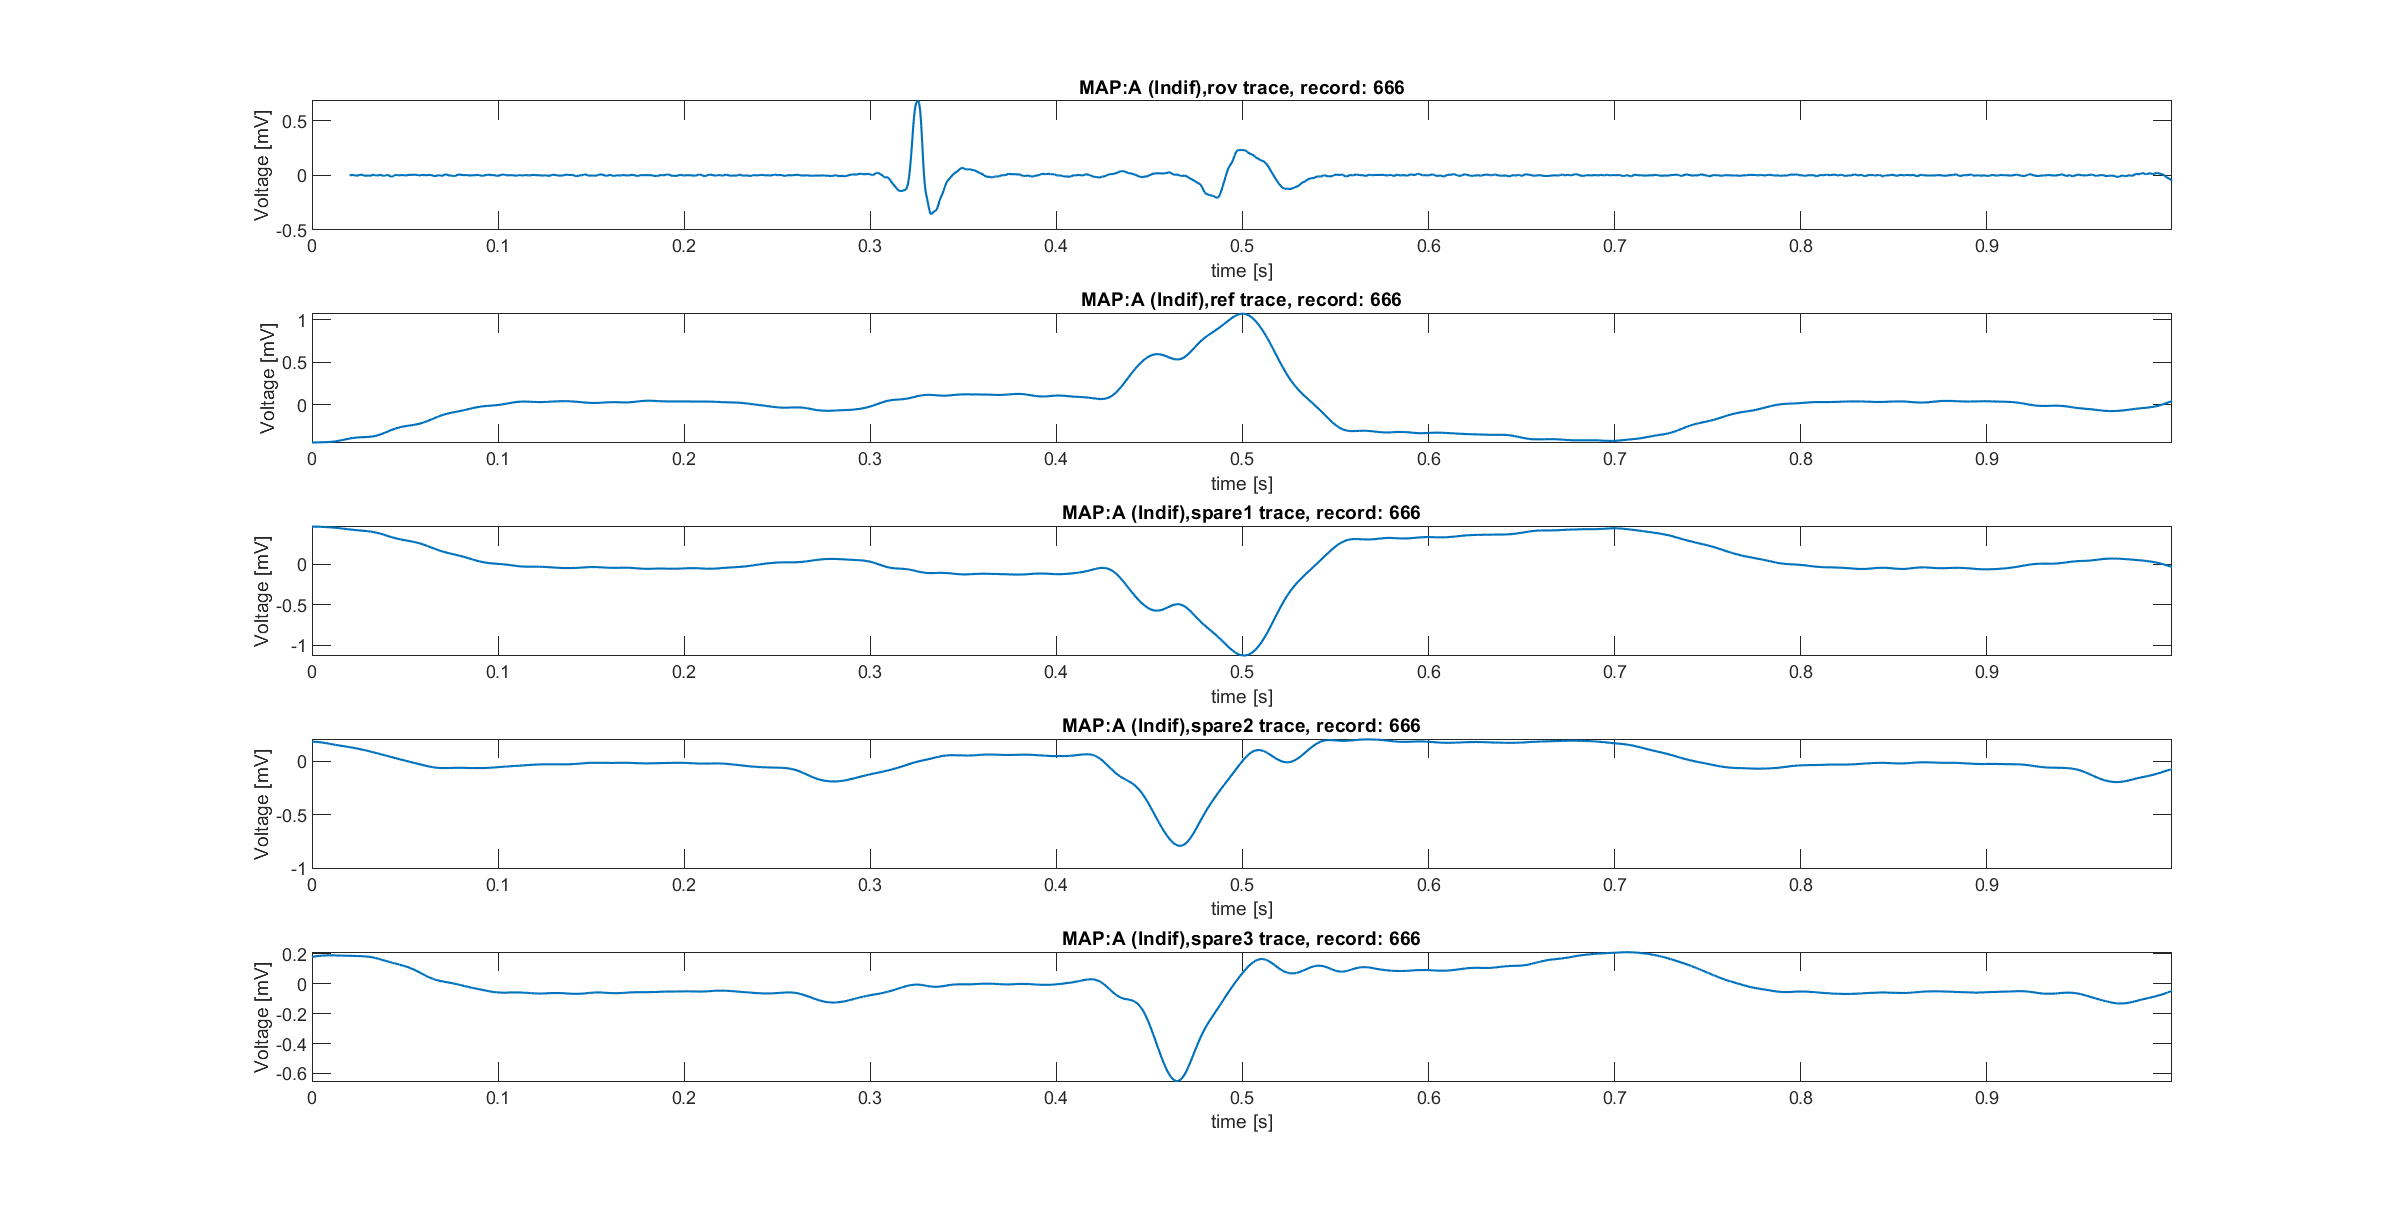 MAP:A (Indif),rov trace, record: 666
Voltage [mV]
0.5
0
-0.5
0 0.1 0.2 0.3 0.4 0.5 0.6 0.7 0.8 0.9
time [s]
MAP:A (Indif),ref trace, record: 666
Voltage [mV]
1
0.5
0
0 0.1 0.2 0.3 0.4 0.5 0.6 0.7 0.8 0.9
time [s]
MAP:A (Indif),spare1 trace, record: 666
Voltage [mV]
0
-0.5
-1
0 0.1 0.2 0.3 0.4 0.5 0.6 0.7 0.8 0.9
time [s]
MAP:A (Indif),spare2 trace, record: 666
Voltage [mV]
0
-0.5
-1
0 0.1 0.2 0.3 0.4 0.5 0.6 0.7 0.8 0.9
time [s]
MAP:A (Indif),spare3 trace, record: 666
Voltage [mV]
0.2
0
-0.2
-0.4
-0.6
0 0.1 0.2 0.3 0.4 0.5 0.6 0.7 0.8 0.9
time [s]